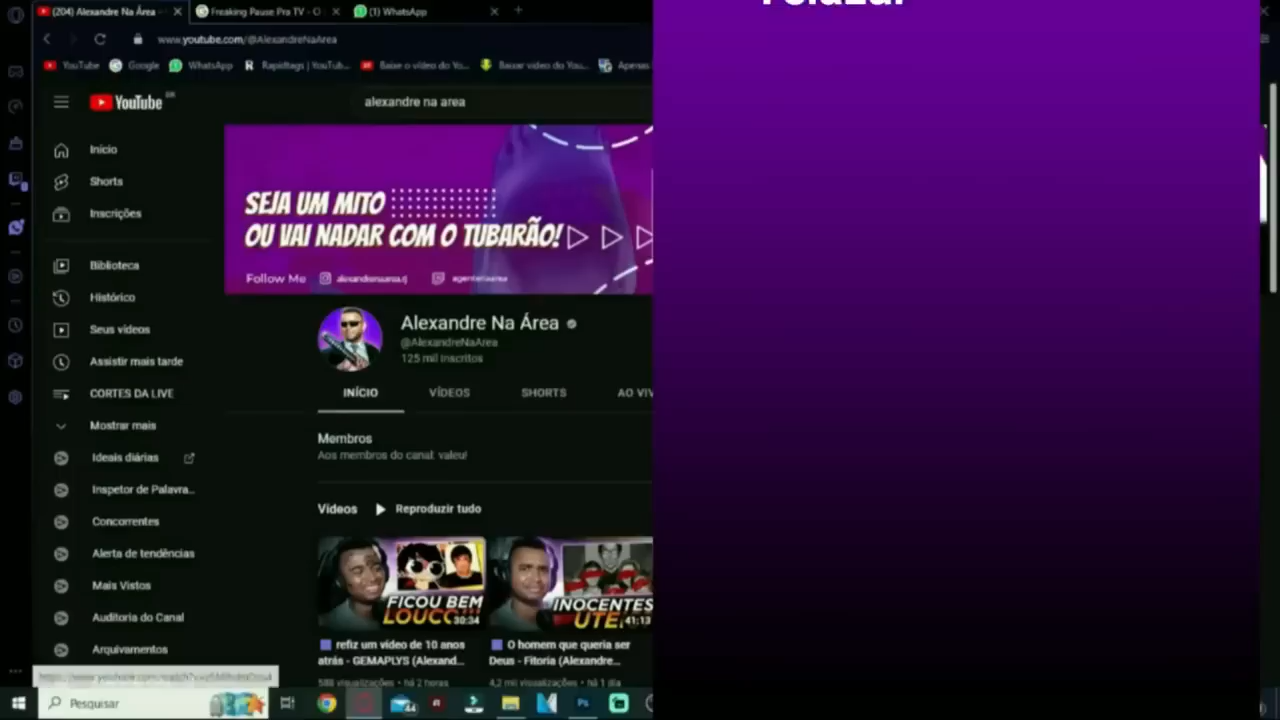 (204) Alexandre Na Área -
Freaking Pause Pra TV - O
(1) WhatsApp
www.youtube.com/@AlexandreNaArea
YouTube
Google
WhatsApp
Rapidtags | YouTub...
Baixe o vídeo do Yo...
Baixar video do You...
Apenas
YouTube BR
alexandre na area
Início
Shorts
Inscrições
Biblioteca
Histórico
Seus vídeos
Assistir mais tarde
CORTES DA LIVE
Mostrar mais
Ideais diárias
Inspetor de Palavra...
Concorrentes
Alerta de tendências
Mais Vistos
Auditoria do Canal
Arquivamentos
SEJA UM MITO
OU VAI NADAR COM O TUBARÃO!
Follow Me
Alexandre Na Área
@AlexandreNaArea
125 mil inscritos
INÍCIO
VÍDEOS
SHORTS
AO VIV
Membros
Aos membros do canal: valeu!
Vídeos
Reproduzir tudo
FICOU BEM
LOUCO
30:34
INOCENTES
UTE
41:13
refiz um vídeo de 10 anos
atrás - GEMAPLYS (Alexand...
588 visualizações • há 2 horas
O homem que queria ser
Deus - Fitoria (Alexandre...
4,2 mil visualizações • há 1 dia
Pesquisar
44
Ps